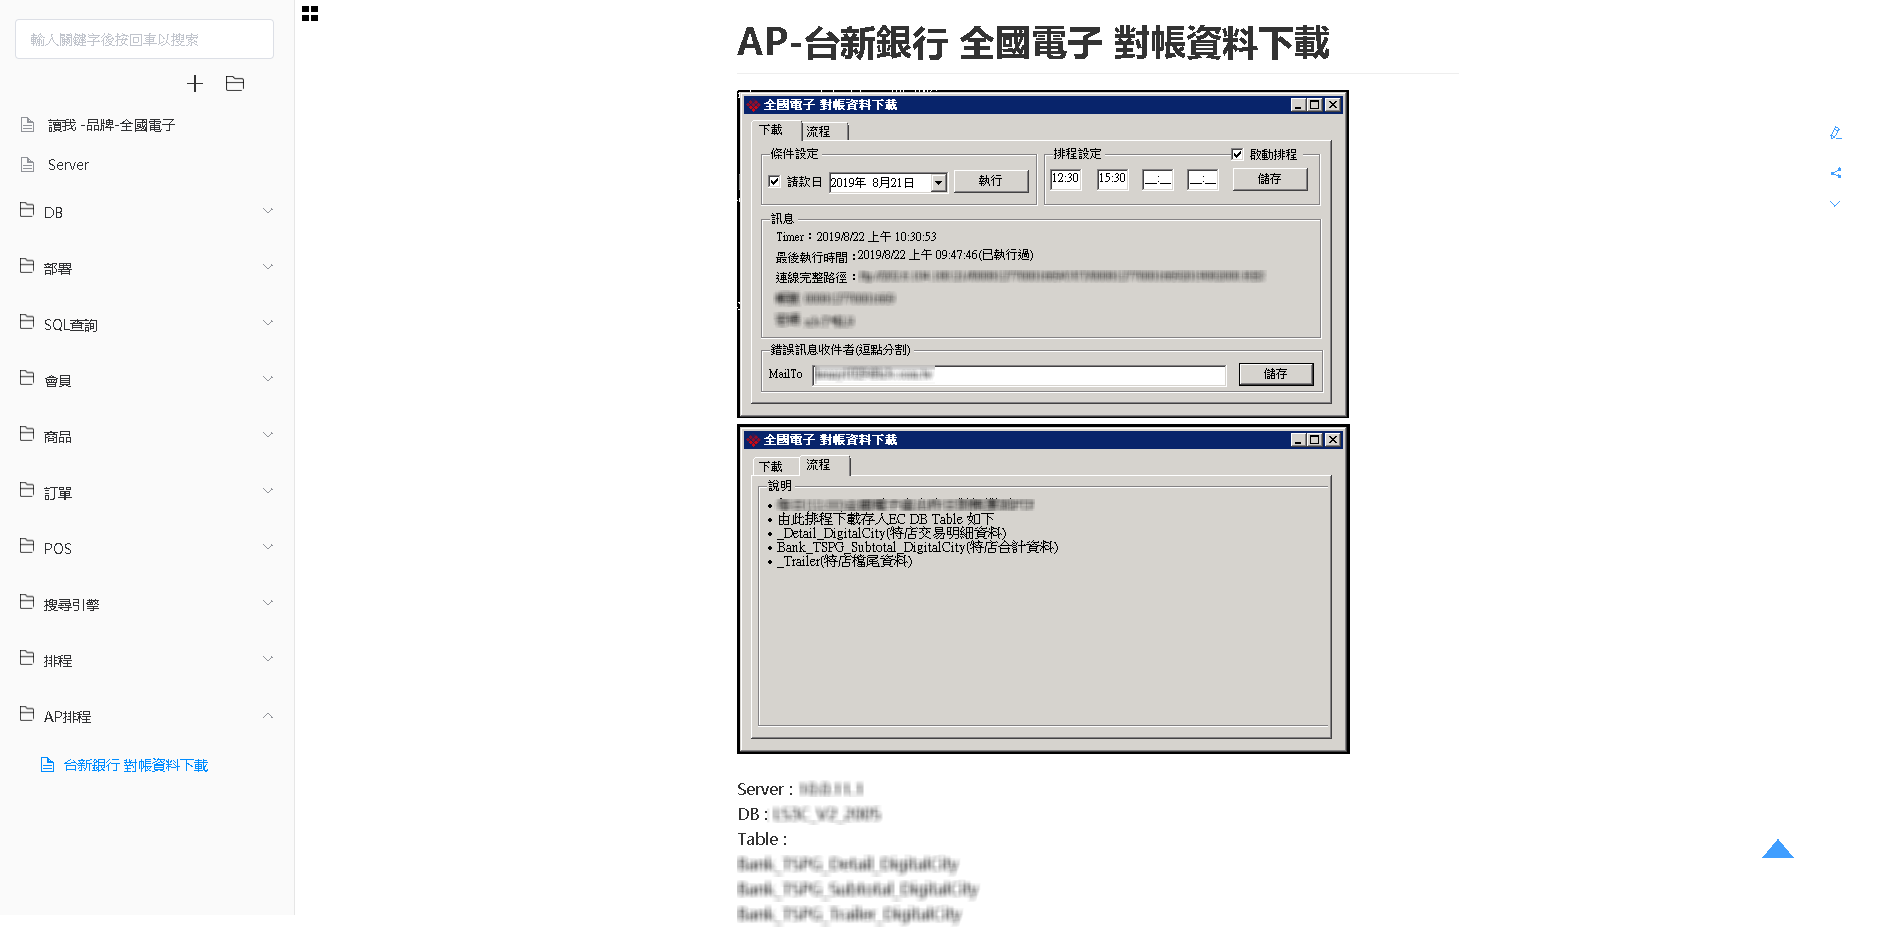 輸入關鍵字後按回車以搜索
讀我 -品牌-全國電子
Server
DB
部署
SQL查詢
會員
商品
訂單
POS
搜尋引擎
排程
AP排程
台新銀行 對帳資料下載
AP-台新銀行 全國電子 對帳資料下載
全國電子 對帳資料下載
下載 流程
條件設定
請款日 2019年 8月21日 執行
排程設定 啟動排程
12:30 15:30 __:__ __:__ 儲存
訊息
Timer：2019/8/22 上午 10:30:53
最後執行時間：2019/8/22 上午 09:47:46(已執行過)
連線完整路徑：
錯誤訊息收件者(逗點分割)
MailTo 儲存
全國電子 對帳資料下載
下載 流程
說明
由此排程下載存入EC DB Table 如下
_Detail_DigitalCity(特店交易明細資料)
Bank_TSPG_Subtotal_DigitalCity(特店合計資料)
_Trailer(特店檔尾資料)
Server :
DB :
Table :
Bank_TSPG_Detail_DigitalCity
Bank_TSPG_Subtotal_DigitalCity
Bank_TSPG_Trailer_DigitalCity